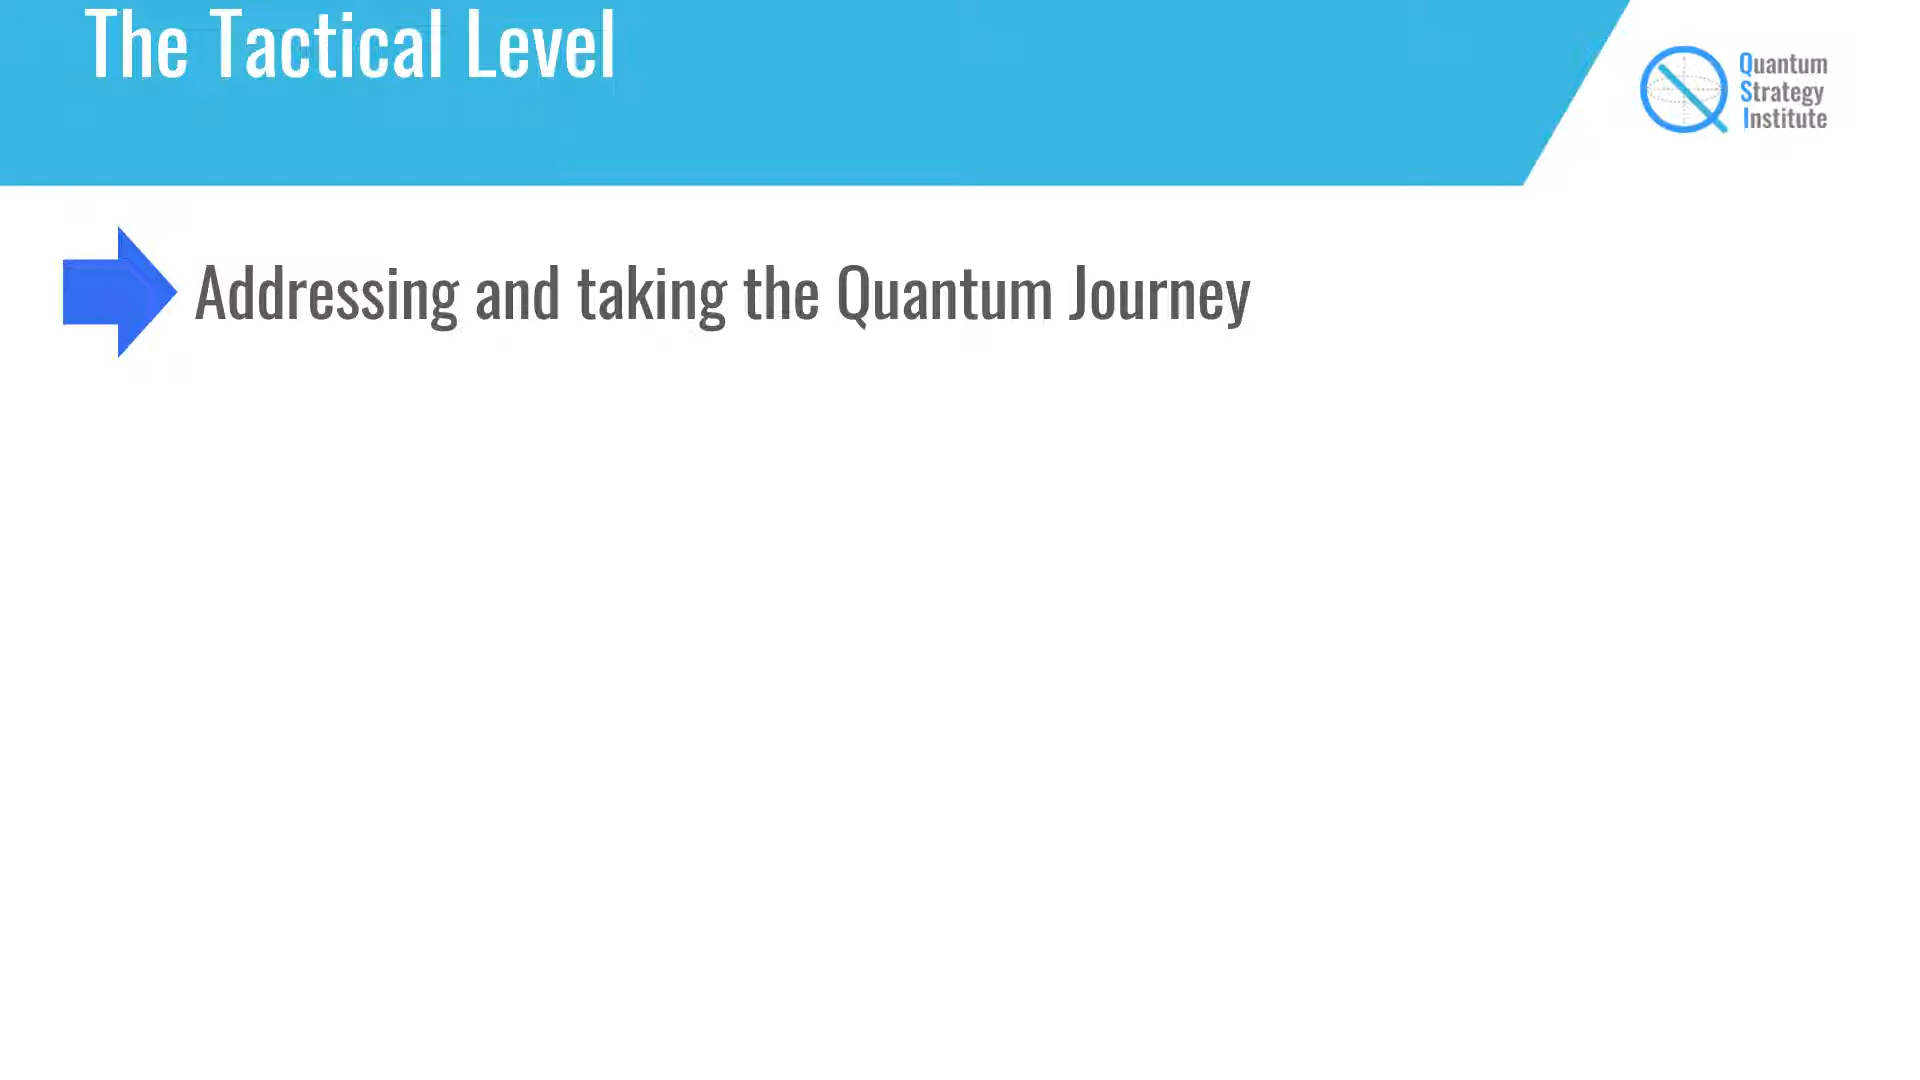 The Tactical Level
Quantum
Strategy
Institute
Addressing and taking the Quantum Journey